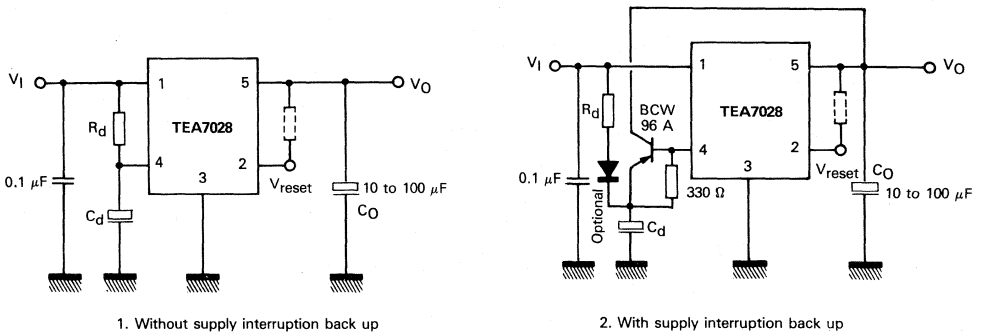 V_I
1
5
V_O
R_d
TEA7028
4
2
V_reset
3
0.1 μF
10 to 100 μF
C_O
C_d
1. Without supply interruption back up
V_I
1
5
V_O
R_d
BCW
96 A
TEA7028
4
2
V_reset
3
C_O
0.1 μF
330 Ω
10 to 100 μF
Optional
C_d
2. With supply interruption back up